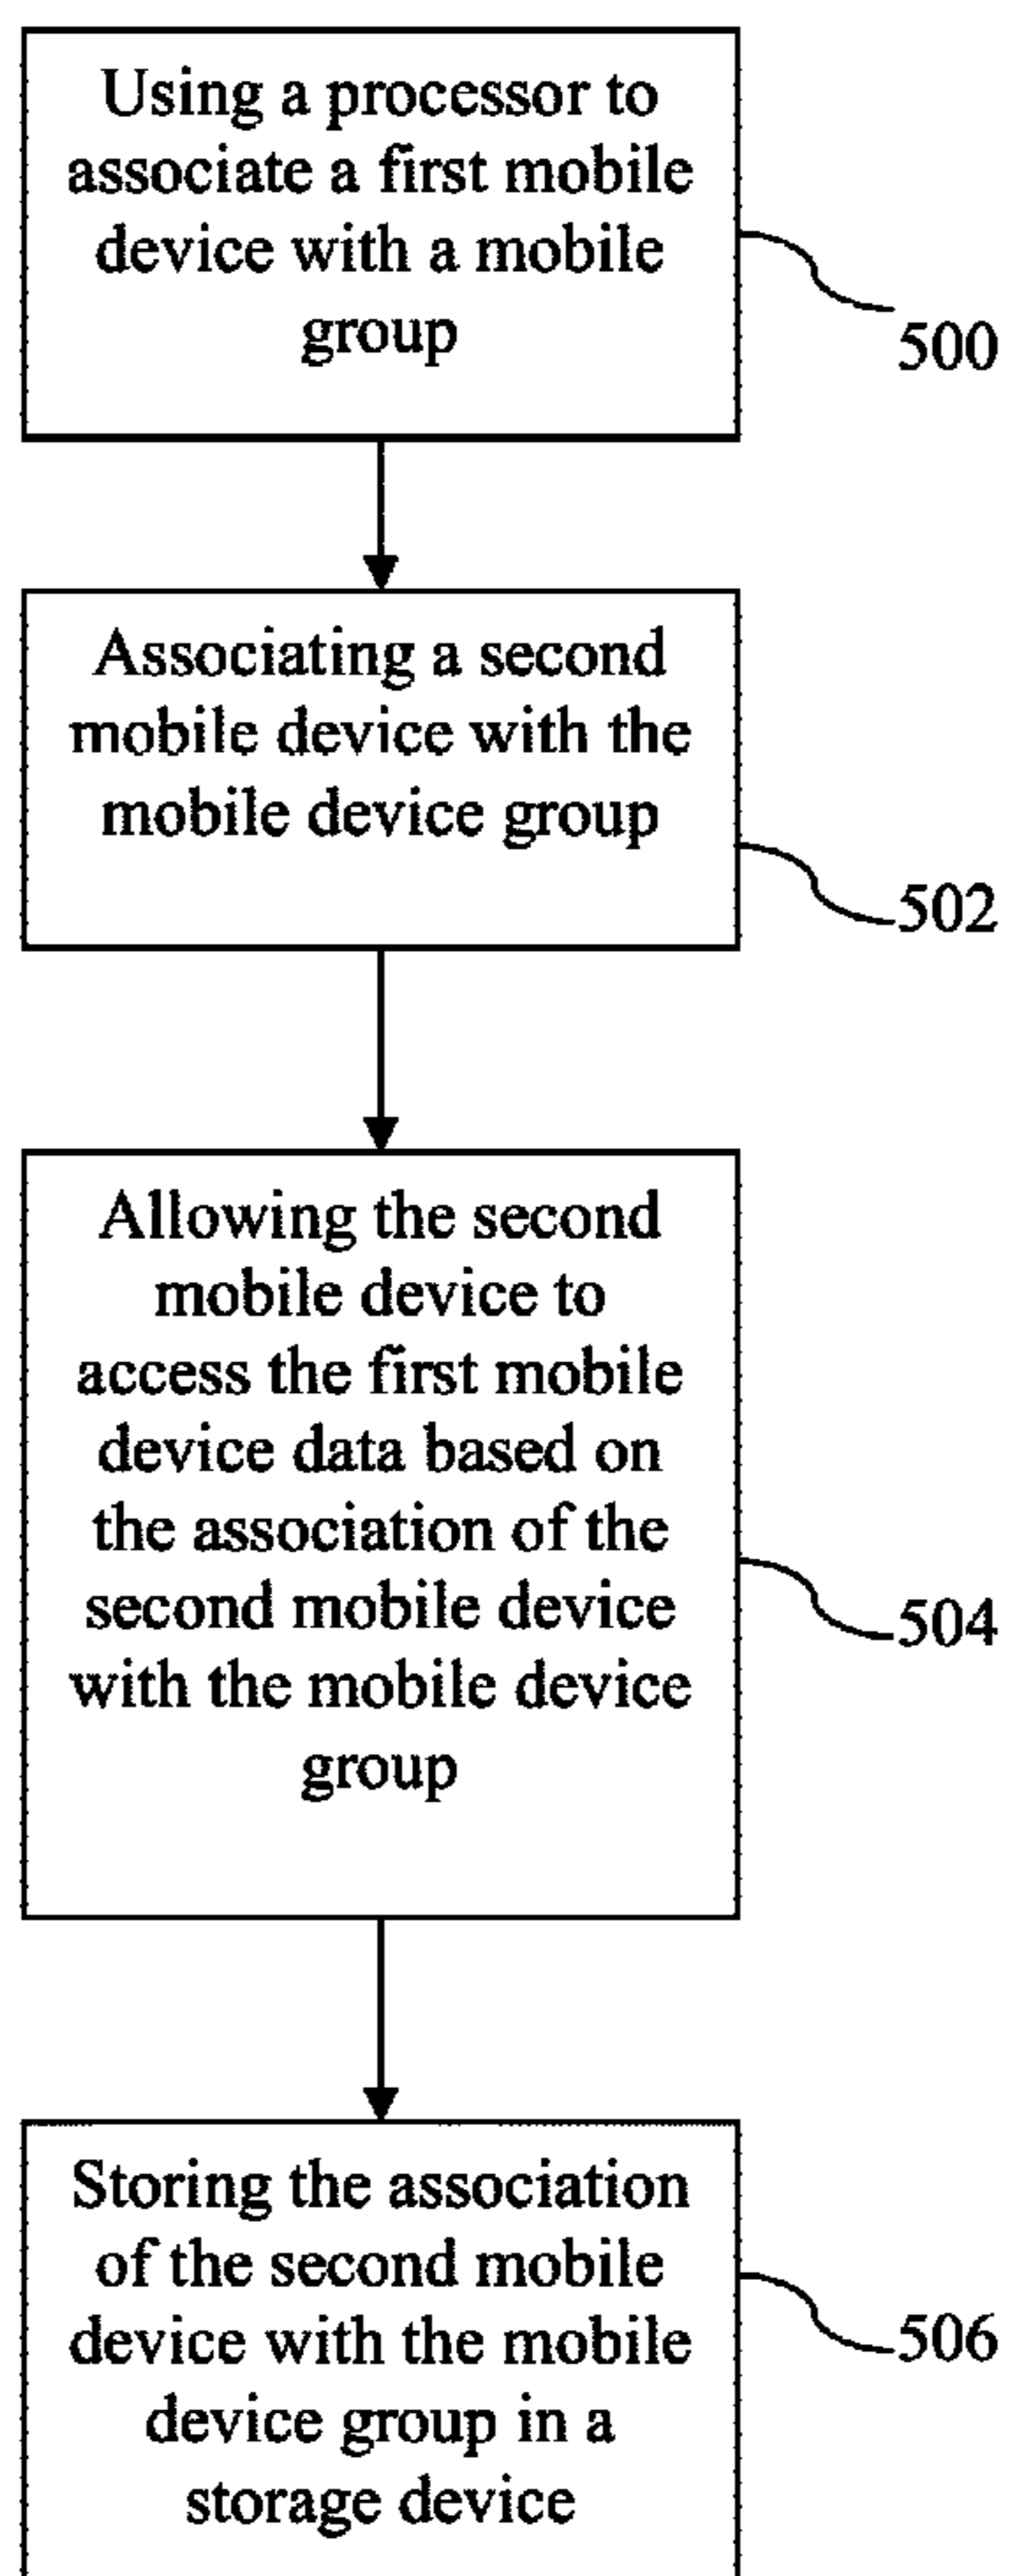 Using a processor to
associate a first mobile
device with a mobile
group
500
Associating a second
mobile device with the
mobile device group
502
Allowing the second
mobile device to
access the first mobile
device data based on
the association of the
second mobile device
with the mobile device
group
504
Storing the association
of the second mobile
device with the mobile
device group in a
storage device
506